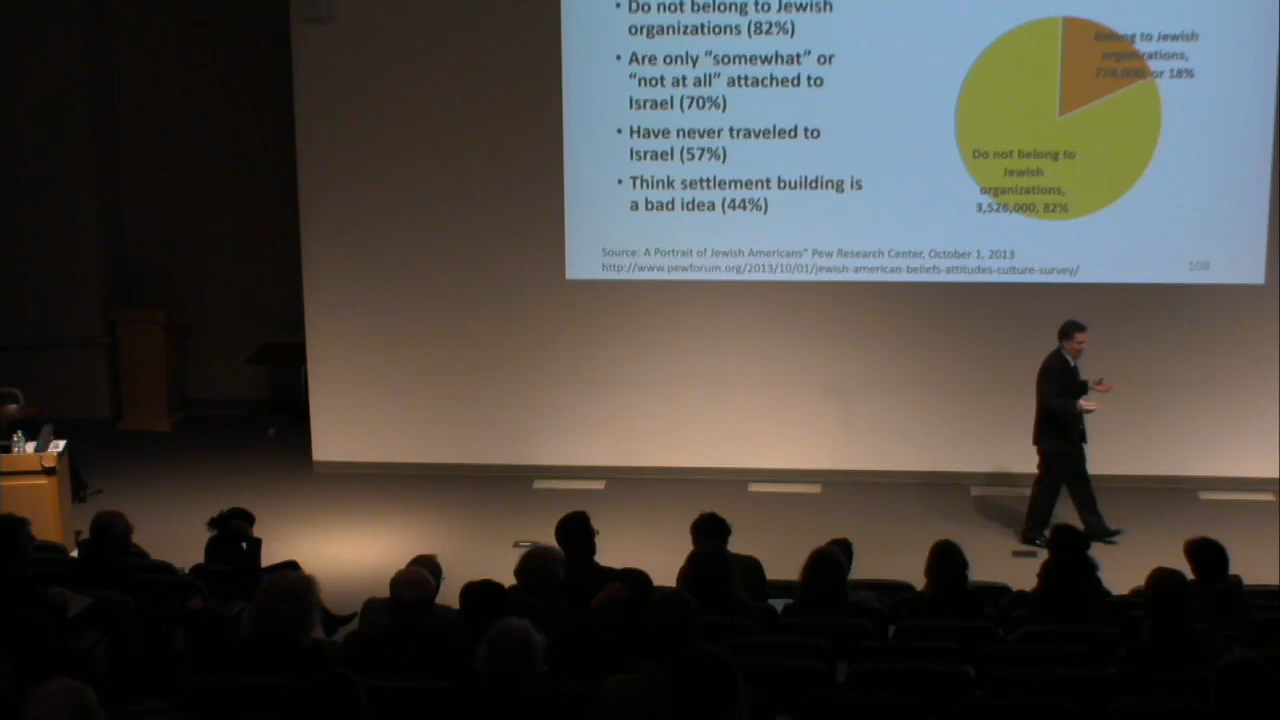 • Do not belong to Jewish
organizations (82%)
• Are only “somewhat” or
“not at all” attached to
Israel (70%)
• Have never traveled to
Israel (57%)
• Think settlement building is
a bad idea (44%)
Belong to Jewish
organizations,
774,000, or 18%
Do not belong to
Jewish
organizations,
3,526,000, 82%
Source: A Portrait of Jewish Americans” Pew Research Center, October 1, 2013
http://www.pewforum.org/2013/10/01/jewish-american-beliefs-attitudes-culture-survey/
108